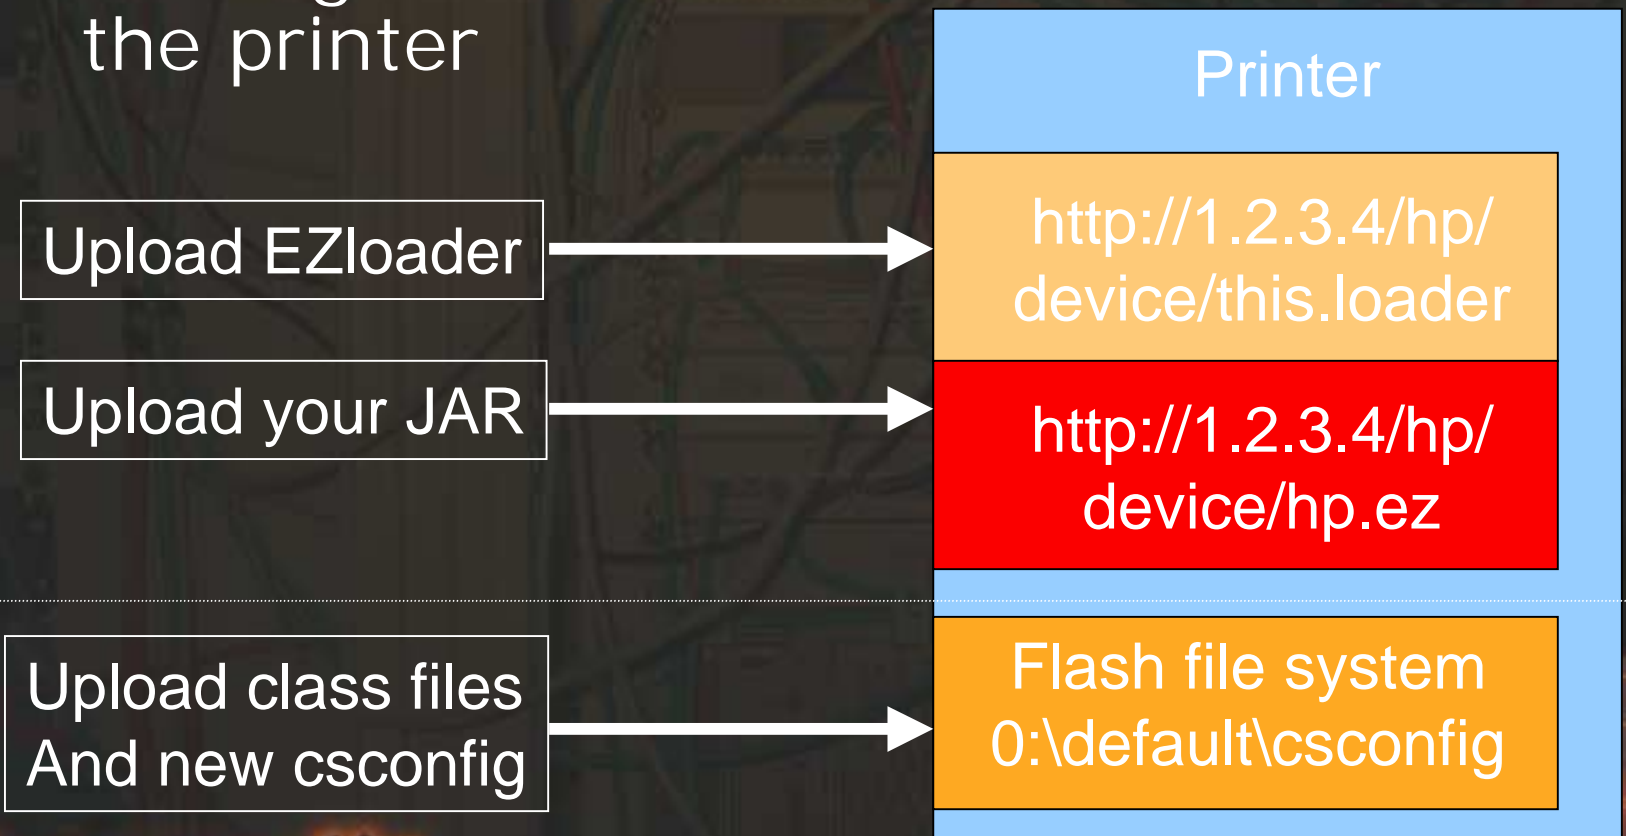 the printer
Printer
Upload EZloader
http://1.2.3.4/hp/
device/this.loader
Upload your JAR
http://1.2.3.4/hp/
device/hp.ez
Upload class files
And new csconfig
Flash file system
0:\default\csconfig